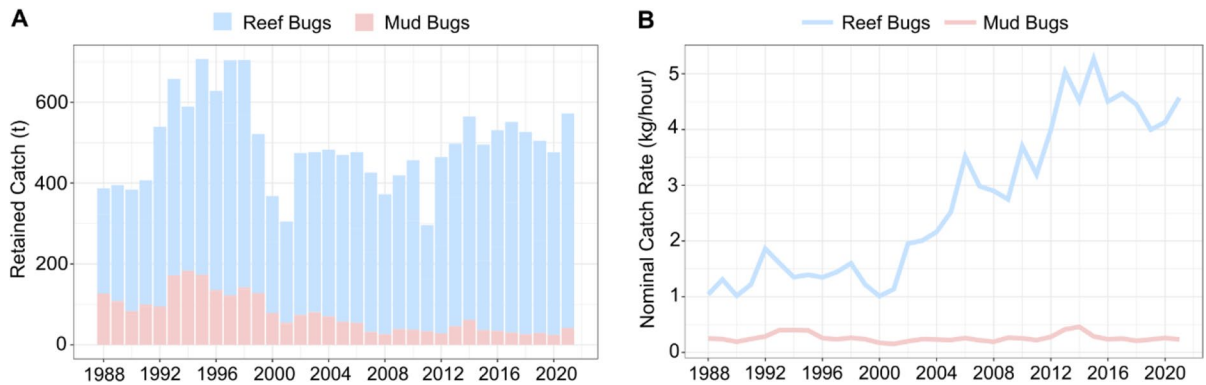 A
Reef Bugs
Mud Bugs
Retained Catch (t)
600
400
200
0
1988 1992 1996 2000 2004 2008 2012 2016 2020
B
Reef Bugs
Mud Bugs
Nominal Catch Rate (kg/hour)
5
4
3
2
1
0
1988 1992 1996 2000 2004 2008 2012 2016 2020